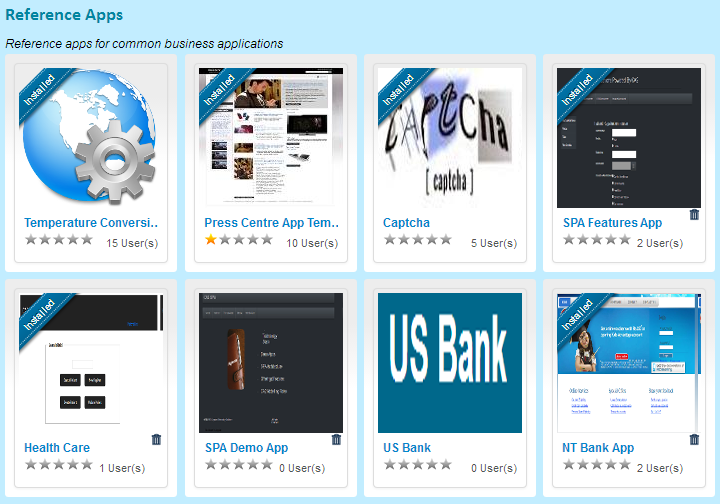 Reference Apps
Reference apps for common business applications
Installed
Temperature Conversi..
15 User(s)
Installed
Press Centre App Tem..
10 User(s)
CAPTCha
[ captcha ]
Captcha
5 User(s)
Installed
SPA Features App
2 User(s)
Installed
Health Care
1 User(s)
SPA Demo App
0 User(s)
US Bank
US Bank
0 User(s)
Installed
NT Bank App
2 User(s)